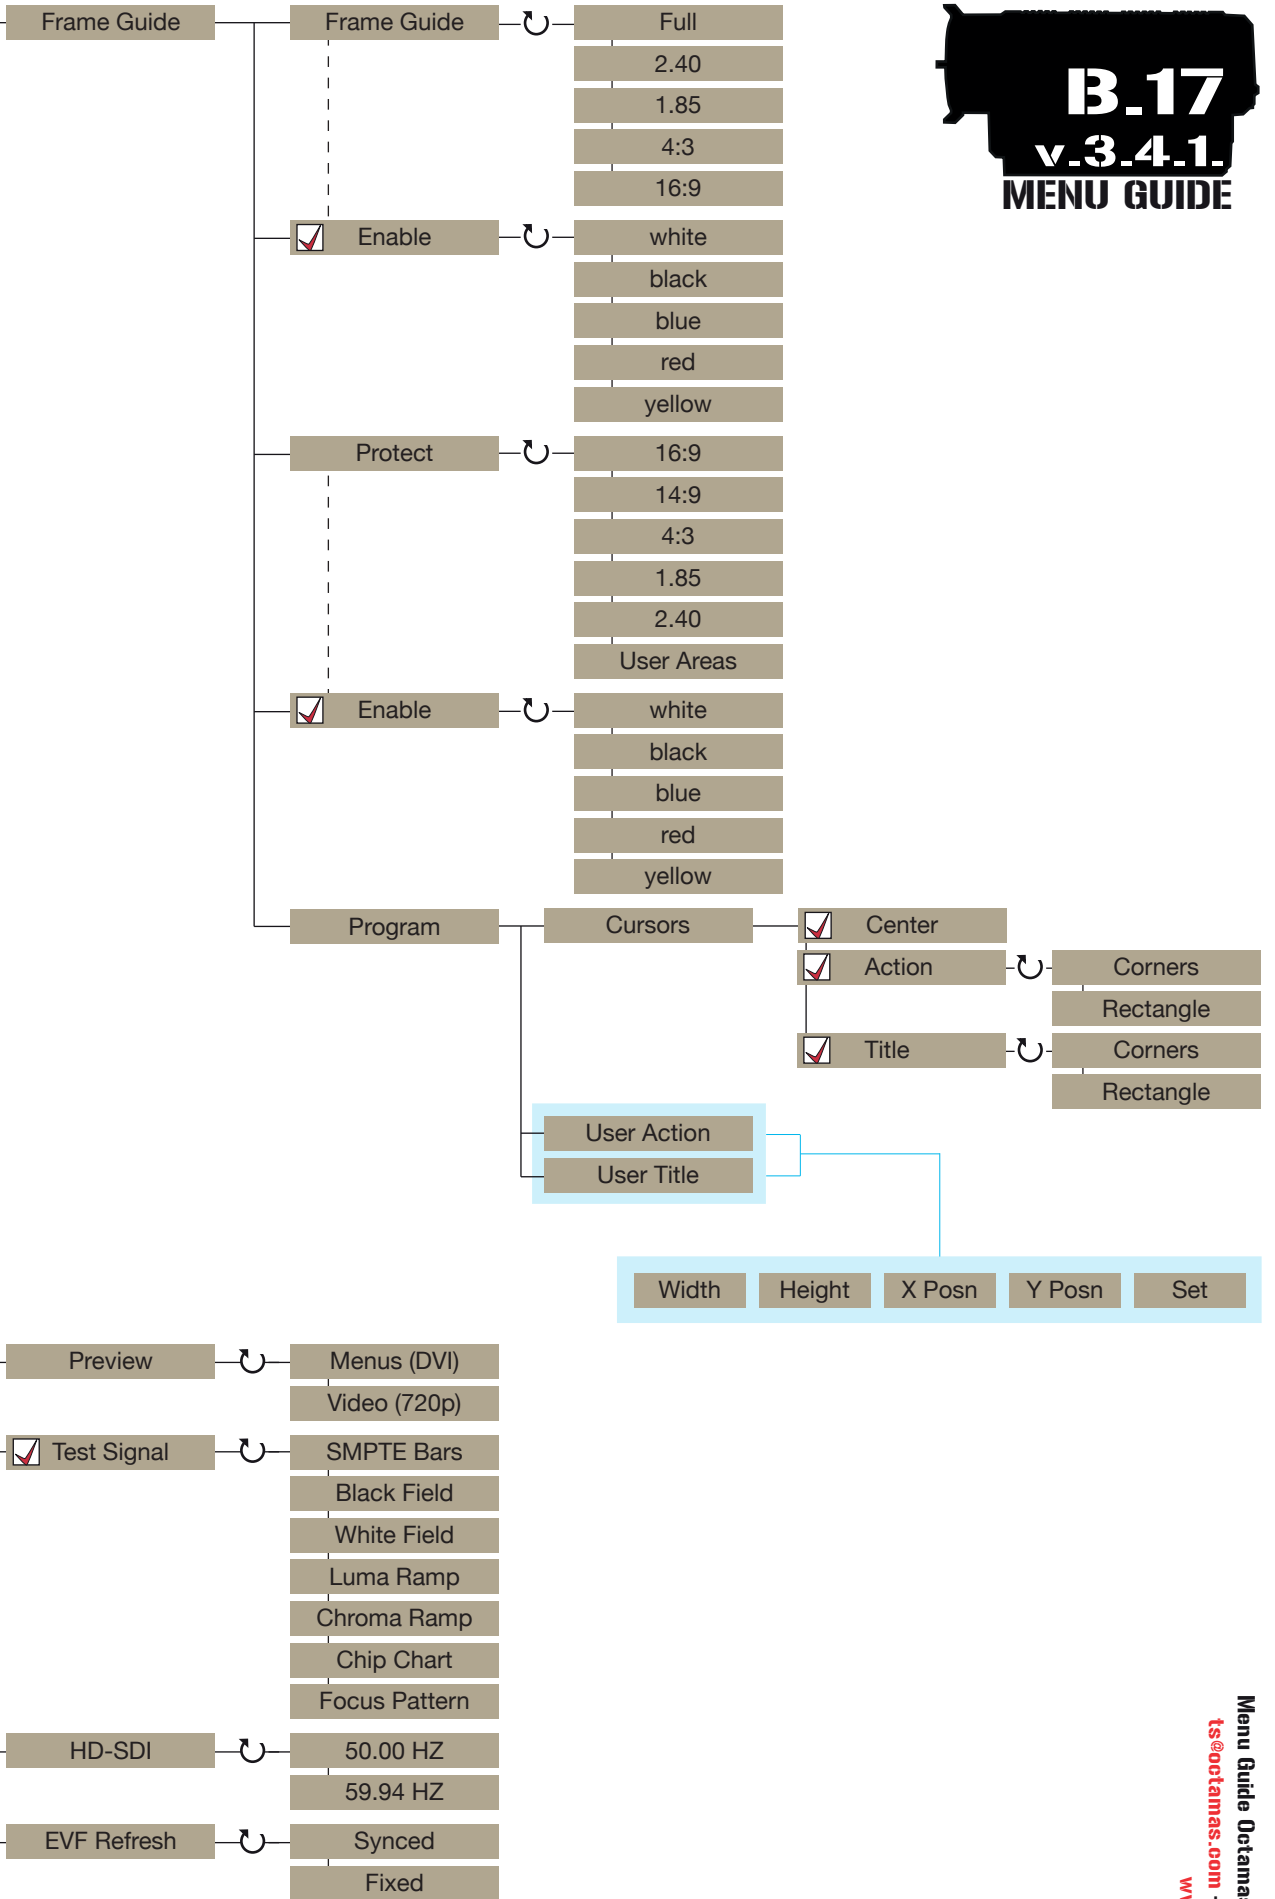 Frame Guide
Frame Guide
Full
2.40
1.85
4:3
16:9
B.17
v.3.4.1.
MENU GUIDE
Enable
white
black
blue
red
yellow
Protect
16:9
14:9
4:3
1.85
2.40
User Areas
Enable
white
black
blue
red
yellow
Program
Cursors
Center
Action
Corners
Rectangle
Title
Corners
Rectangle
User Action
User Title
Width
Height
X Posn
Y Posn
Set
Preview
Menus (DVI)
Video (720p)
Test Signal
SMPTE Bars
Black Field
White Field
Luma Ramp
Chroma Ramp
Chip Chart
Focus Pattern
HD-SDI
50.00 HZ
59.94 HZ
EVF Refresh
Synced
Fixed
Menu Guide Octamas
ts@octamas.com -